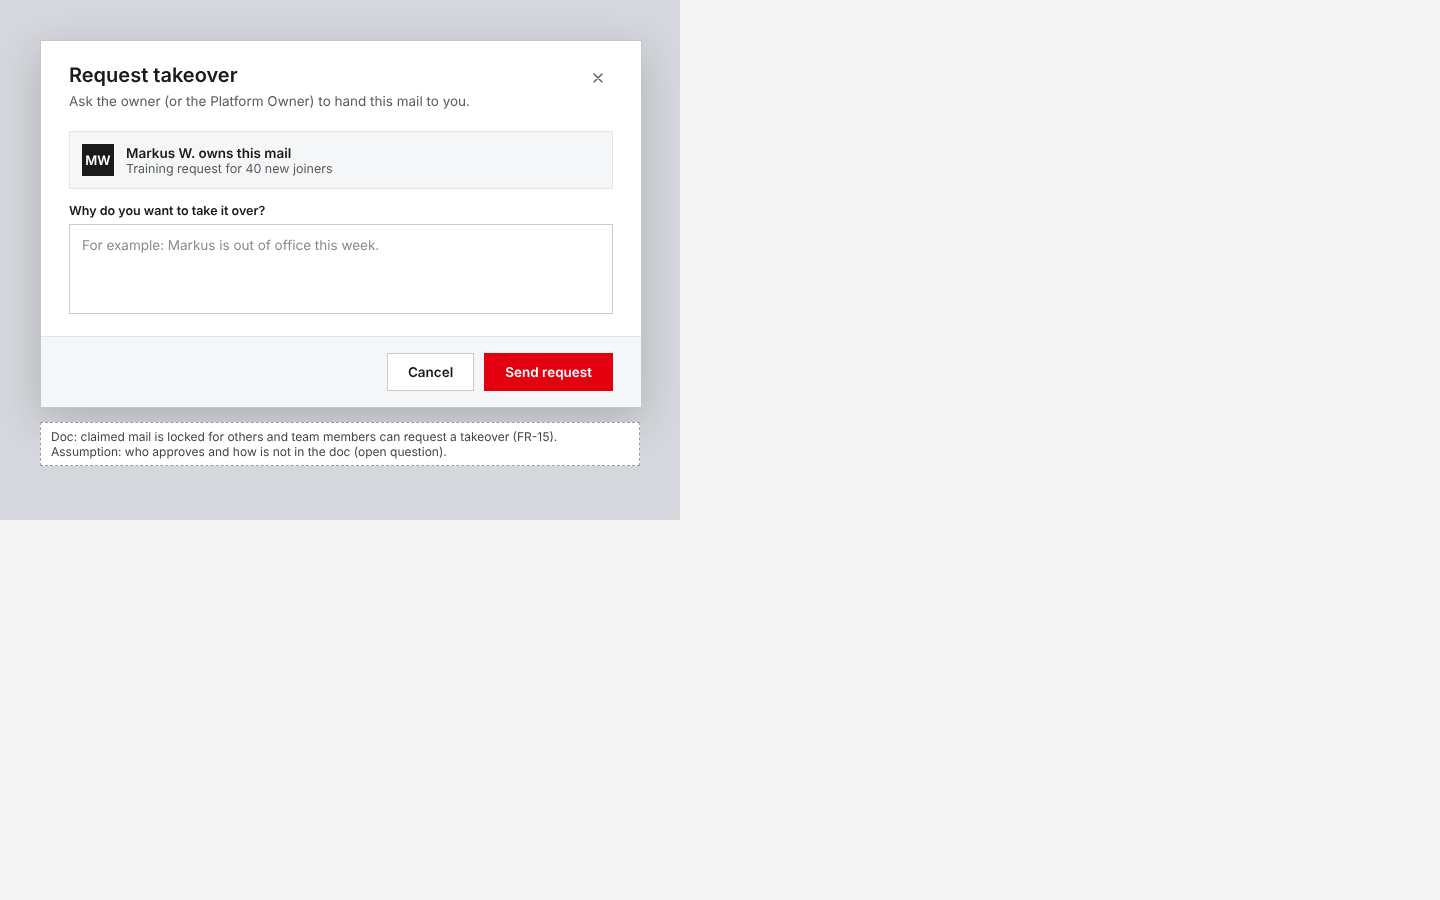 Request takeover
Ask the owner (or the Platform Owner) to hand this mail to you.
MW
Markus W. owns this mail
Training request for 40 new joiners
Why do you want to take it over?
For example: Markus is out of office this week.
Cancel
Send request
Doc: claimed mail is locked for others and team members can request a takeover (FR-15).
Assumption: who approves and how is not in the doc (open question).